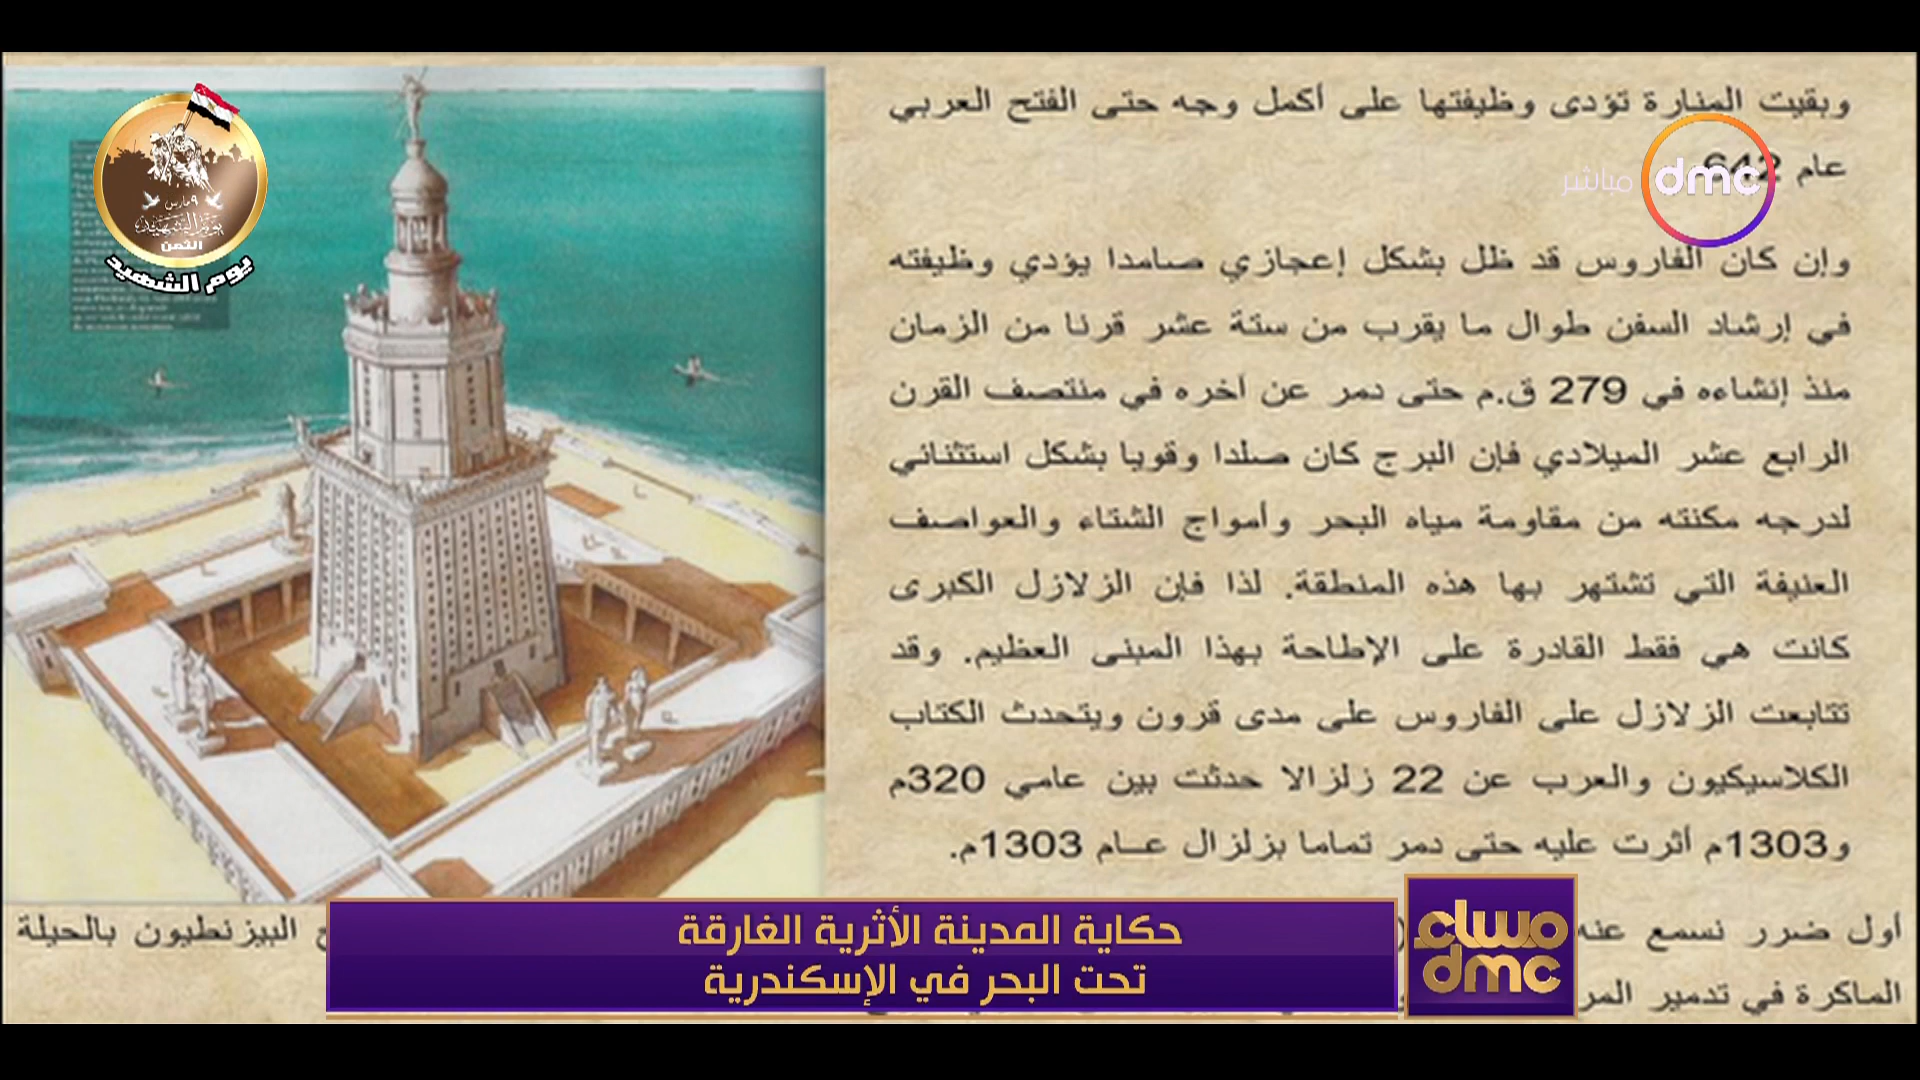 وبقيت المنارة تؤدى وظيفتها على أكمل وجه حتى الفتح العربي
عام 642
وإن كان الفاروس قد ظل بشكل إعجازي صامدا يؤدي وظيفته
في إرشاد السفن طوال ما يقرب من ستة عشر قرنا من الزمان
منذ إنشاءه في 279 ق.م حتى دمر عن آخره في منتصف القرن
الرابع عشر الميلادي فإن البرج كان صلدا وقويا بشكل استثنائي
لدرجه مكنته من مقاومة مياه البحر وأمواج الشتاء والعواصف
العنيفة التي تشتهر بها هذه المنطقة. لذا فإن الزلازل الكبرى
كانت هي فقط القادرة على الإطاحة بهذا المبنى العظيم. وقد
تتابعت الزلازل على الفاروس على مدى قرون ويتحدث الكتاب
الكلاسيكيون والعرب عن 22 زلزالا حدثت بين عامي 320م
و1303م أثرت عليه حتى دمر تماما بزلزال عـام 1303م.
أول ضرر نسمع عنه
البيزنطيون بالحيلة
الماكرة في تدمير
dmc
مباشر
٩ مارس
يوم الشهيد
الثمن
يوم الشهيد
حكاية المدينة الأثرية الغارقة
تحت البحر في الإسكندرية
مساء
dmc